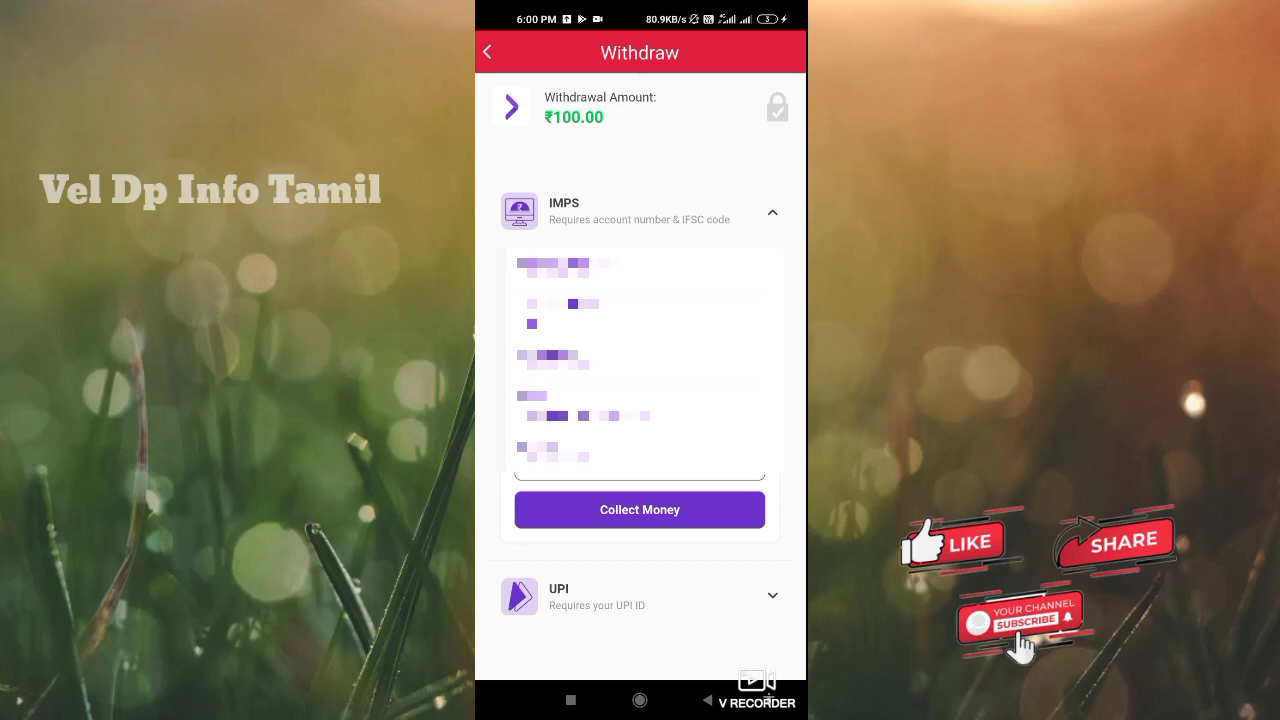 6:00 PM
80.9KB/s
3
Withdraw
Withdrawal Amount:
₹100.00
Vel Dp Info Tamil
IMPS
Requires account number & IFSC code
Collect Money
UPI
Requires your UPI ID
LIKE
SHARE
YOUR CHANNEL
SUBSCRIBE
V RECORDER